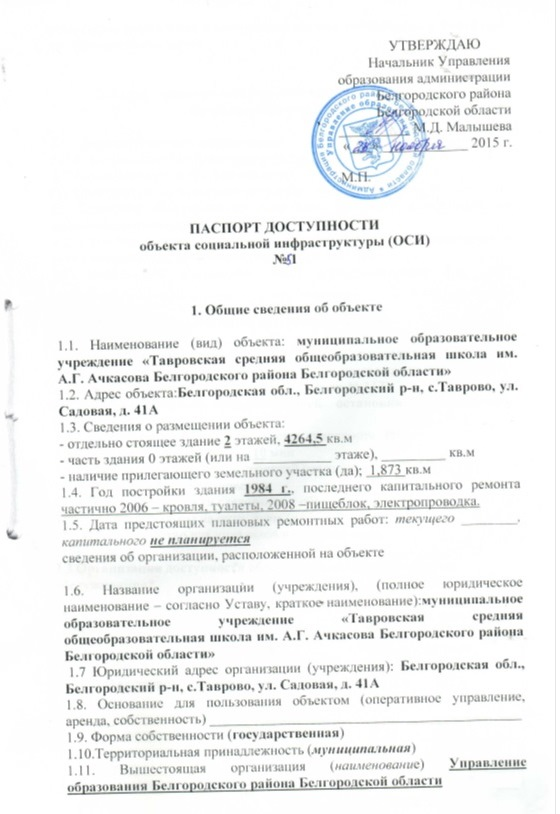 УТВЕРЖДАЮ
Начальник Управления
образования администрации
Белгородского района
Белгородской области
М.Д. Малышева
« 26 » ноября 2015 г.
М.П.
ПАСПОРТ ДОСТУПНОСТИ
объекта социальной инфраструктуры (ОСИ)
1. Общие сведения об объекте
1.1. Наименование (вид) объекта: муниципальное образовательное
учреждение «Тавровская средняя общеобразовательная школа им.
А.Г. Ачкасова Белгородского района Белгородской области»
1.2. Адрес объекта:Белгородская обл., Белгородский р-н, с.Таврово, ул.
Садовая, д. 41А
1.3. Сведения о размещении объекта:
- отдельно стоящее здание 2 этажей, 4264,5 кв.м
- часть здания 0 этажей (или на ___________ этаже), _________ кв.м
- наличие прилегающего земельного участка (да); 1,873 кв.м
1.4. Год постройки здания 1984 г., последнего капитального ремонта
частично 2006 – кровля, туалеты, 2008 –пищеблок, электропроводка.
1.5. Дата предстоящих плановых ремонтных работ: текущего ________,
капитального не планируется
сведения об организации, расположенной на объекте
1.6. Название организации (учреждения), (полное юридическое
наименование – согласно Уставу, краткое наименование):муниципальное
образовательное учреждение «Тавровская средняя
общеобразовательная школа им. А.Г. Ачкасова Белгородского района
Белгородской области»
1.7 Юридический адрес организации (учреждения): Белгородская обл.,
Белгородский р-н, с.Таврово, ул. Садовая, д. 41А
1.8. Основание для пользования объектом (оперативное управление,
аренда, собственность) ____________________________________________
1.9. Форма собственности (государственная)
1.10.Территориальная принадлежность (муниципальная)
1.11. Вышестоящая организация (наименование) Управление
образования Белгородского района Белгородской области